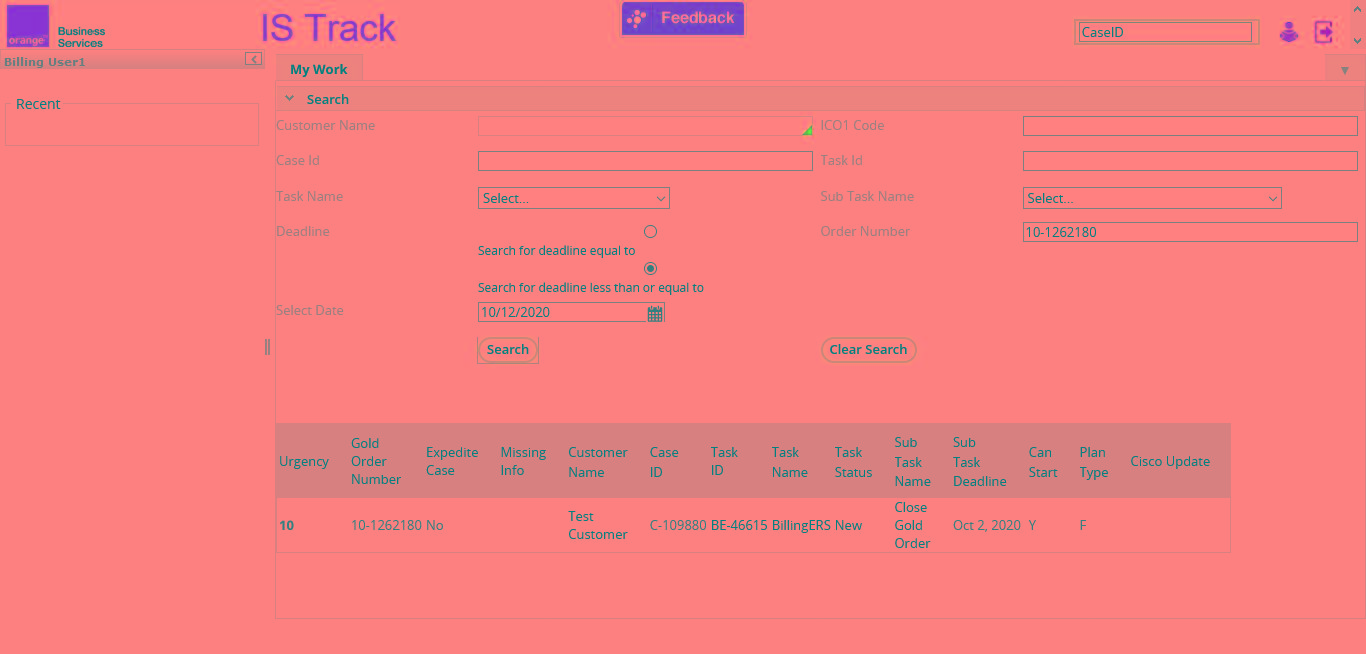 orange™
Business
Services
IS Track
Feedback
CaseID
Billing User1
Recent
My Work
Search
Customer Name
ICO1 Code
Case Id
Task Id
Task Name Select...
Sub Task Name Select...
Deadline
Order Number 10-1262180
Search for deadline equal to
Search for deadline less than or equal to
Select Date 10/12/2020
Search
Clear Search
Urgency Gold Order Number Expedite Case Missing Info Customer Name Case ID Task ID Task Name Task Status Sub Task Name Sub Task Deadline Can Start Plan Type Cisco Update
10 10-1262180 No Test Customer C-109880 BE-46615 BillingERS New Close Gold Order Oct 2, 2020 Y F